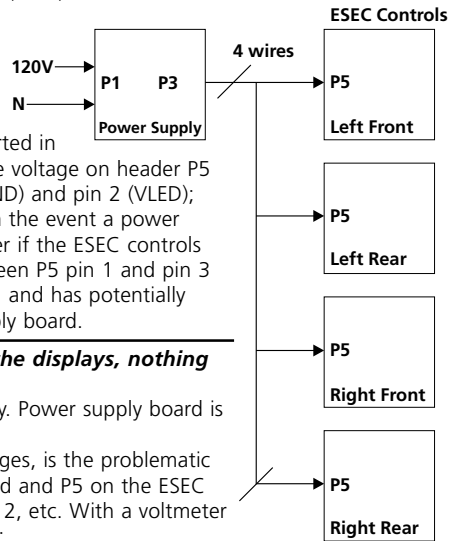 ESEC Controls
4 wires
120V
P1 P3
N
Power Supply
P5
Left Front
P5
Left Rear
P5
Right Front
P5
Right Rear
rted in
e voltage on header P5
ND) and pin 2 (VLED);
n the event a power
er if the ESEC controls
een P5 pin 1 and pin 3
and has potentially
ly board.
the displays, nothing
y. Power supply board is
ges, is the problematic
d and P5 on the ESEC
2, etc. With a voltmeter